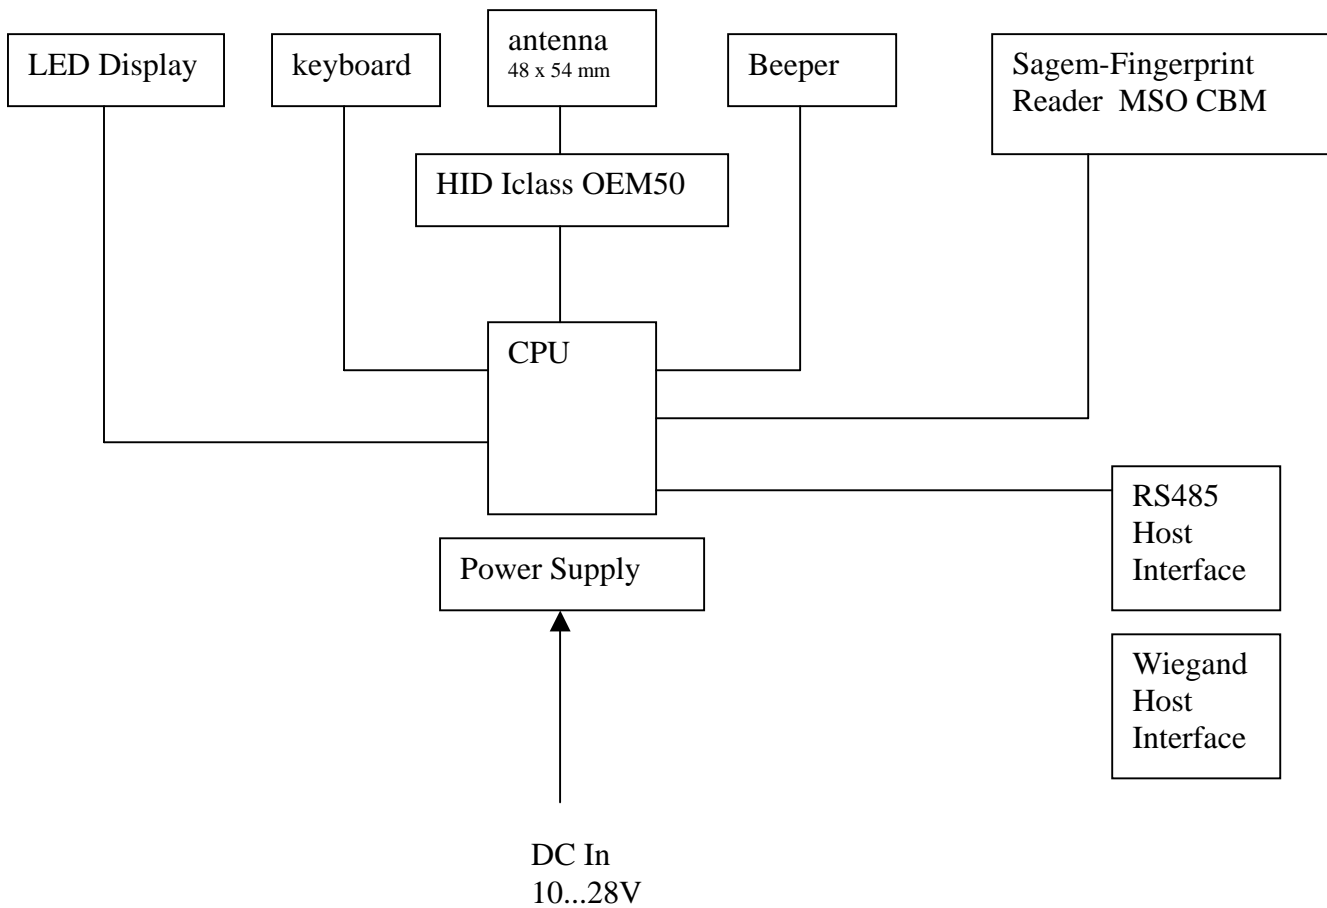 LED Display
keyboard
antenna
48 x 54 mm
Beeper
Sagem-Fingerprint
Reader  MSO CBM
HID Iclass OEM50
CPU
RS485
Host
Interface
Power Supply
Wiegand
Host
Interface
DC In
10...28V